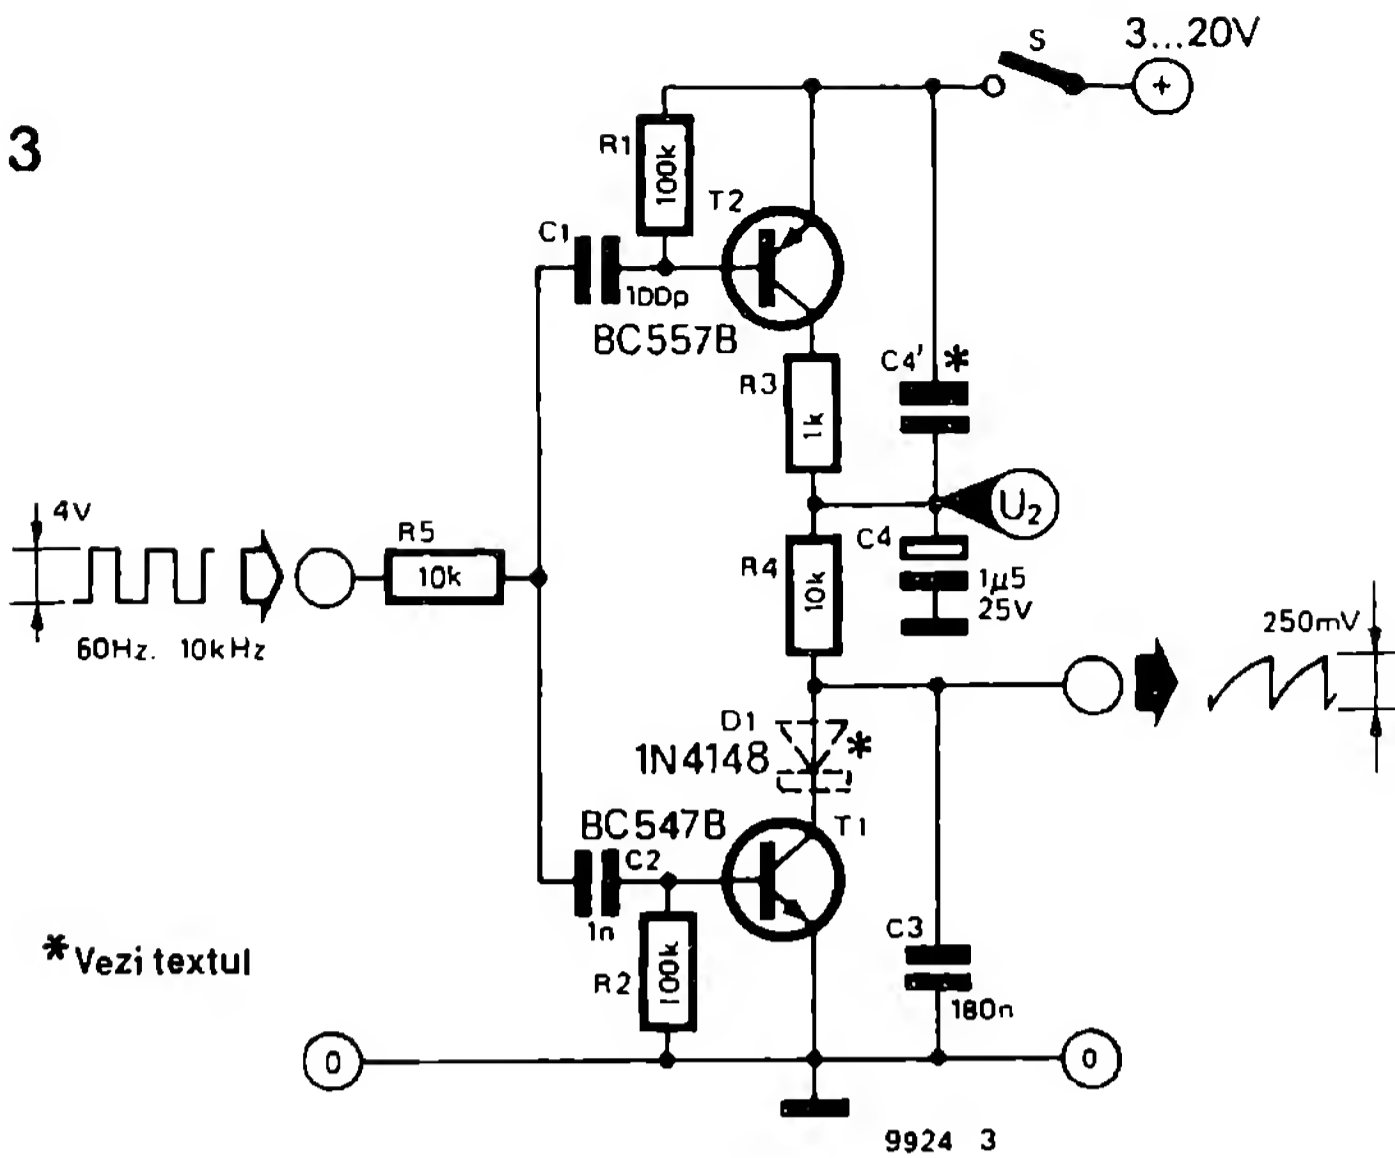 3
S
3...20V
+
R1
100k
T2
C1
100p
BC557B
R3
1k
C4' *
U2
4V
R5
10k
60Hz. 10kHz
R4
10k
C4
1µ5
25V
250mV
D1
1N4148 *
BC547B
T1
C2
1n
R2
100k
C3
180n
* Vezi textul
0
0
9924 3